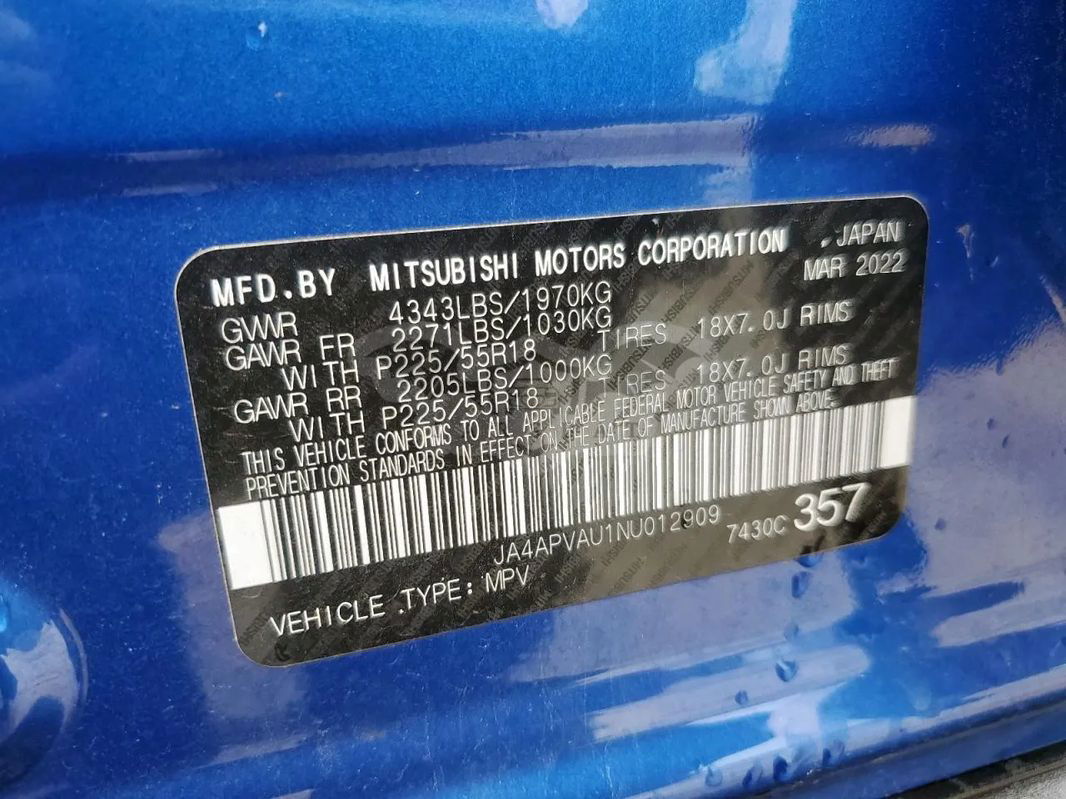 MFD.BY MITSUBISHI MOTORS CORPORATION , JAPAN
GVWR 4343LBS/1970KG MAR 2022
GAWR FR 2271LBS/1030KG
WITH P225/55R18 TIRES 18X7.0J RIMS
GAWR RR 2205LBS/1000KG
WITH P225/55R18 TIRES 18X7.0J RIMS
THIS VEHICLE CONFORMS TO ALL APPLICABLE FEDERAL MOTOR VEHICLE SAFETY AND THEFT
PREVENTION STANDARDS IN EFFECT ON THE DATE OF MANUFACTURE SHOWN ABOVE.
JA4APVAU1NU012909 7430C 357
VEHICLE TYPE: MPV